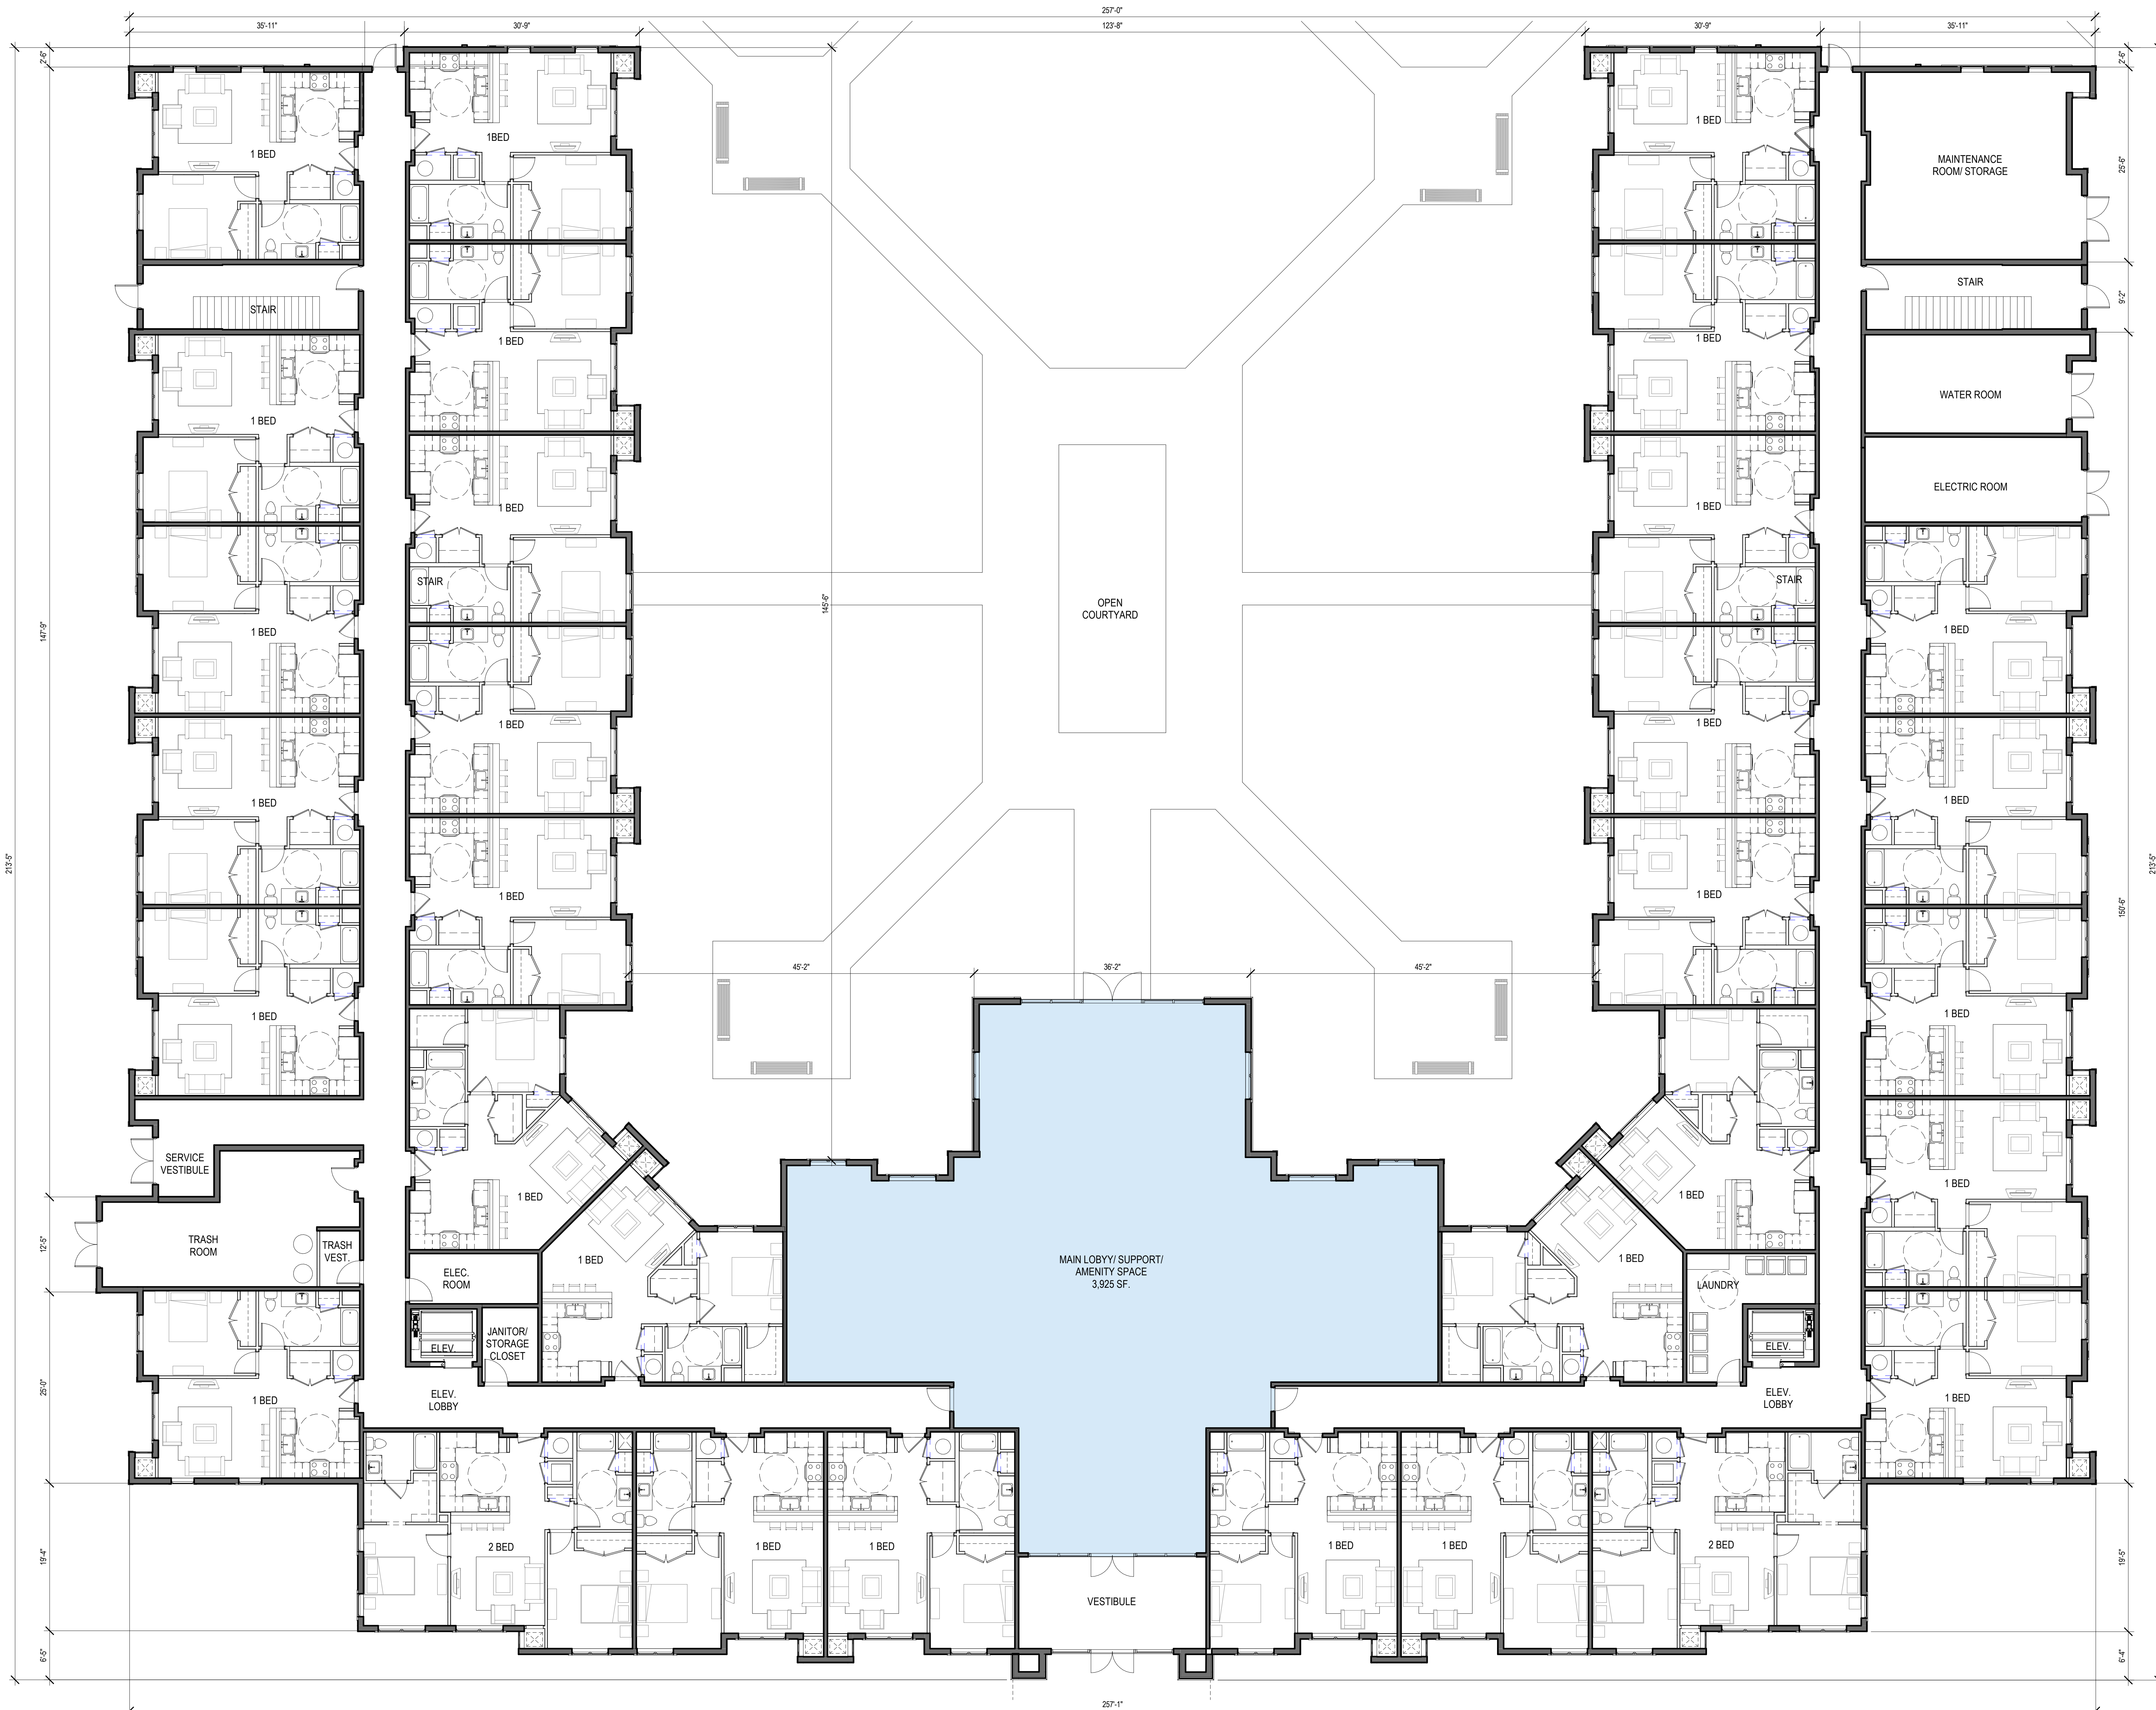 257'-0"
35'-11"
30'-9"
123'-8"
30'-9"
35'-11"
2'-6"
2'-6"
1 BED
1BED
1 BED
MAINTENANCE
ROOM/ STORAGE
25'-6"
STAIR
STAIR
9'-2"
1 BED
1 BED
1 BED
WATER ROOM
1 BED
1 BED
ELECTRIC ROOM
STAIR
STAIR
OPEN
COURTYARD
145'-6"
147'-9"
1 BED
1 BED
1 BED
1 BED
1 BED
1 BED
213'-5"
213'-5"
1 BED
1 BED
150'-6"
45'-2"
36'-2"
45'-2"
1 BED
1 BED
SERVICE
VESTIBULE
1 BED
1 BED
1 BED
TRASH
ROOM
TRASH
VEST.
12'-5"
ELEC.
ROOM
1 BED
MAIN LOBYY/ SUPPORT/
AMENITY SPACE
3,925 SF.
1 BED
LAUNDRY
JANITOR/
STORAGE
CLOSET
ELEV.
ELEV.
25'-0"
1 BED
ELEV.
LOBBY
ELEV.
LOBBY
1 BED
19'-4"
2 BED
1 BED
1 BED
1 BED
1 BED
2 BED
19'-5"
VESTIBULE
6'-5"
6'-4"
257'-1"